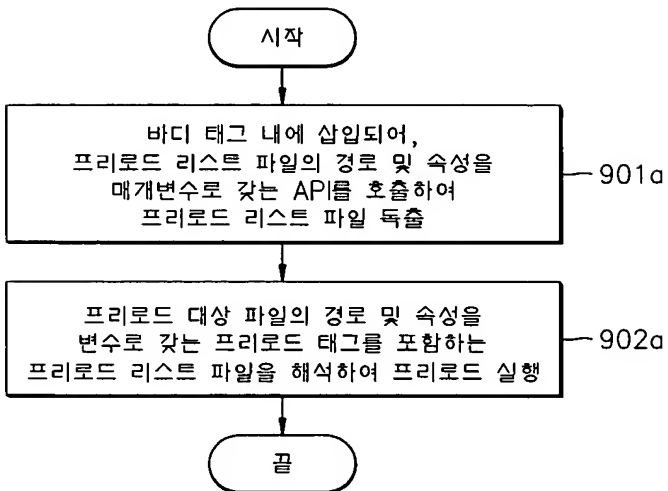 시작
바디 태그 내에 삽입되어,
프리로드 리스트 파일의 경로 및 속성을
매개변수로 갖는 API를 호출하여
프리로드 리스트 파일 독출
901a
프리로드 대상 파일의 경로 및 속성을
변수로 갖는 프리로드 태그를 포함하는
프리로드 리스트 파일을 해석하여 프리로드 실행
902a
끝